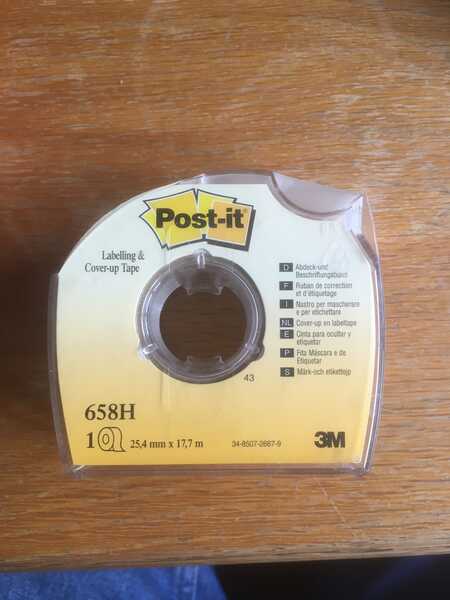 Post-it
Labelling &
Cover-up Tape
D Abdeck-und
Beschriftungsband
F Ruban de correction
et d'étiquetage
I Nastro per mascherare
e per etichettare
NL Cover-up en labeltape
E Cinta para ocultar y
etiquetar
P Fita Máscara e de
Etiquetar
S Märk-och etikettejp
43
658H
1 25,4 mm x 17,7 m
34-8507-2687-9
3M